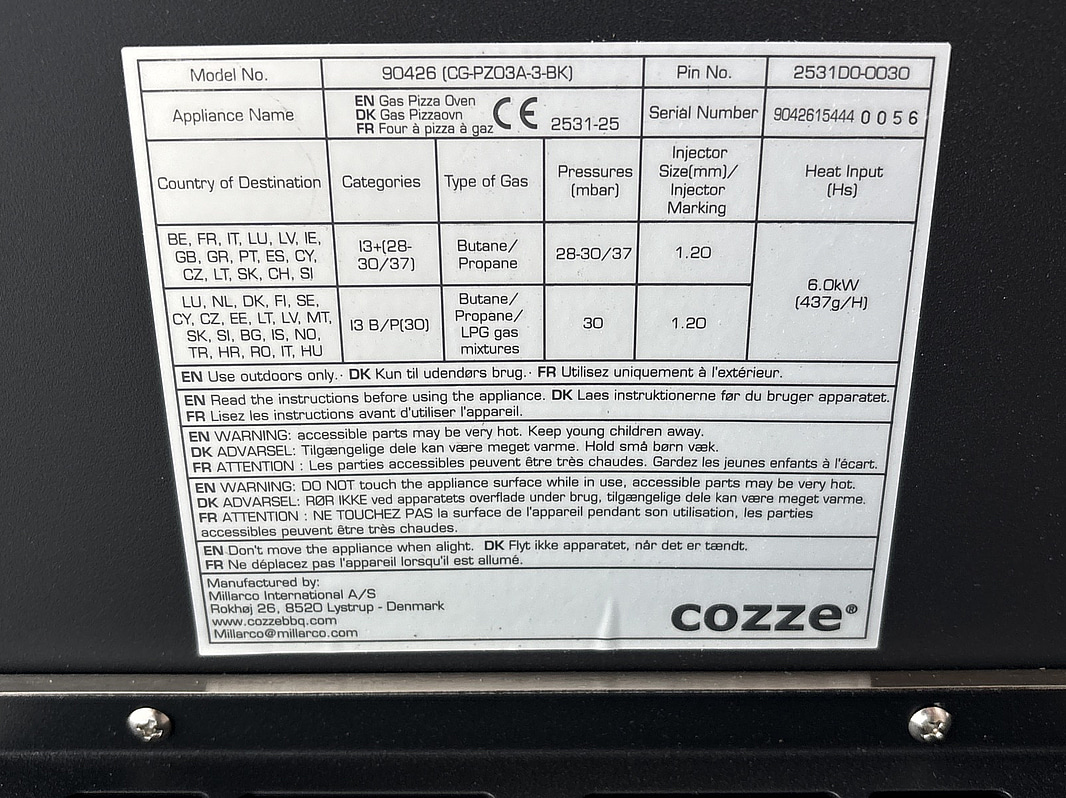 Model No. 90426 (CG-PZ03A-3-BK) Pin No. 2531DO-0030
Appliance Name
EN Gas Pizza Oven
DK Gas Pizzaovn
FR Four à pizza à gaz
CE 2531-25
Serial Number 9042615444 0 0 5 6
Country of Destination
Categories
Type of Gas
Pressures
(mbar)
Injector
Size(mm)/
Injector
Marking
Heat Input
(Hs)
BE, FR, IT, LU, LV, IE,
GB, GR, PT, ES, CY,
CZ, LT, SK, CH, SI
I3+(28-
30/37)
Butane/
Propane
28-30/37
1.20
6.0kW
(437g/H)
LU, NL, DK, FI, SE,
CY, CZ, EE, LT, LV, MT,
SK, SI, BG, IS, NO,
TR, HR, RO, IT, HU
I3 B/P(30)
Butane/
Propane/
LPG gas
mixtures
30
1.20
EN Use outdoors only. · DK Kun til udendørs brug. · FR Utilisez uniquement à l'extérieur.
EN Read the instructions before using the appliance. DK Laes instruktionerne før du bruger apparatet.
FR Lisez les instructions avant d'utiliser l'appareil.
EN WARNING: accessible parts may be very hot. Keep young children away.
DK ADVARSEL: Tilgængelige dele kan være meget varme. Hold små børn væk.
FR ATTENTION : Les parties accessibles peuvent être très chaudes. Gardez les jeunes enfants à l'écart.
EN WARNING: DO NOT touch the appliance surface while in use, accessible parts may be very hot.
DK ADVARSEL: RØR IKKE ved apparatets overflade under brug, tilgængelige dele kan være meget varme.
FR ATTENTION : NE TOUCHEZ PAS la surface de l'appareil pendant son utilisation, les parties
accessibles peuvent être très chaudes.
EN Don't move the appliance when alight. DK Flyt ikke apparatet, når det er tændt.
FR Ne déplacez pas l'appareil lorsqu'il est allumé.
Manufactured by:
Millarco International A/S
Rokhøj 26, 8520 Lystrup - Denmark
www.cozzebbq.com
Millarco@millarco.com
cozze®